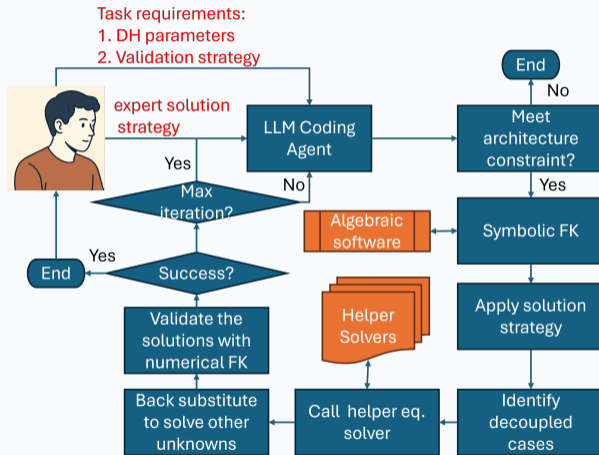 Task requirements:
1. DH parameters
2. Validation strategy
End
No
expert solution
strategy
LLM Coding
Agent
Meet
architecture
constraint?
Yes
No
Yes
Max
iteration?
Algebraic
software
Symbolic FK
End
Yes
Success?
Helper
Solvers
Apply solution
strategy
Validate the
solutions with
numerical FK
Back substitute
to solve other
unknowns
Call helper eq.
solver
Identify
decoupled
cases